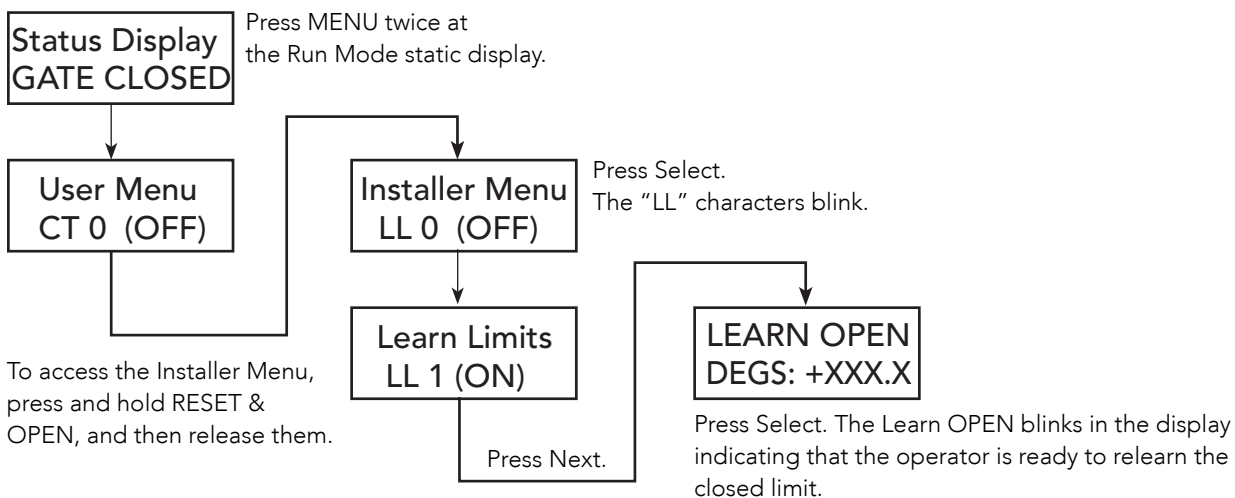 Status Display
GATE CLOSED
Press MENU twice at
the Run Mode static display.
User Menu
CT 0 (OFF)
To access the Installer Menu,
press and hold RESET &
OPEN, and then release them.
Installer Menu
LL 0 (OFF)
Press Select.
The “LL” characters blink.
Learn Limits
LL 1 (ON)
Press Next.
LEARN OPEN
DEGS: +XXX.X
Press Select. The Learn OPEN blinks in the display
indicating that the operator is ready to relearn the
closed limit.